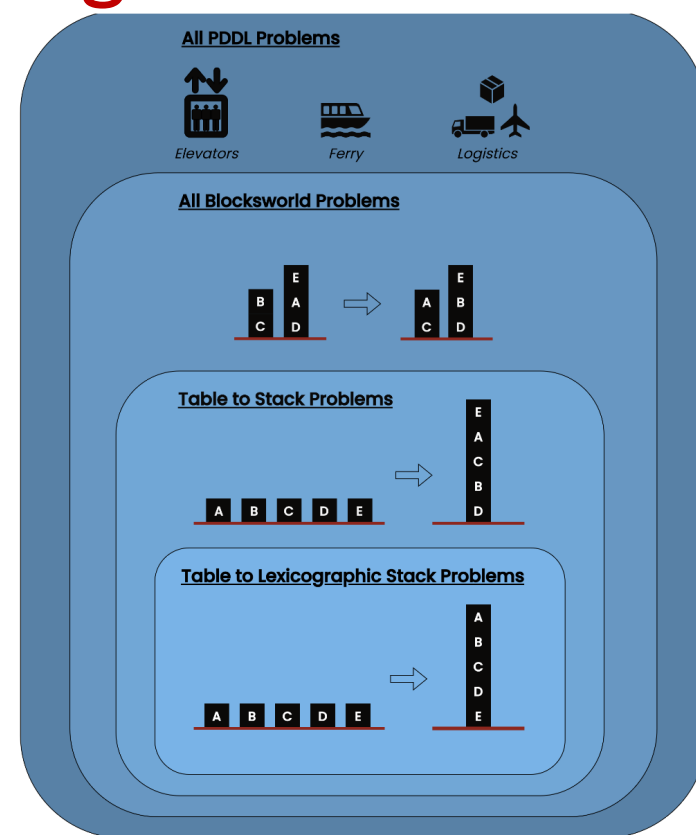 g
All PDDL Problems
Elevators Ferry Logistics
All Blocksworld Problems
E E
B A A B
C D C D
Table to Stack Problems
E
A
C
B
A B C D E D
Table to Lexicographic Stack Problems
A
B
C
D
A B C D E E